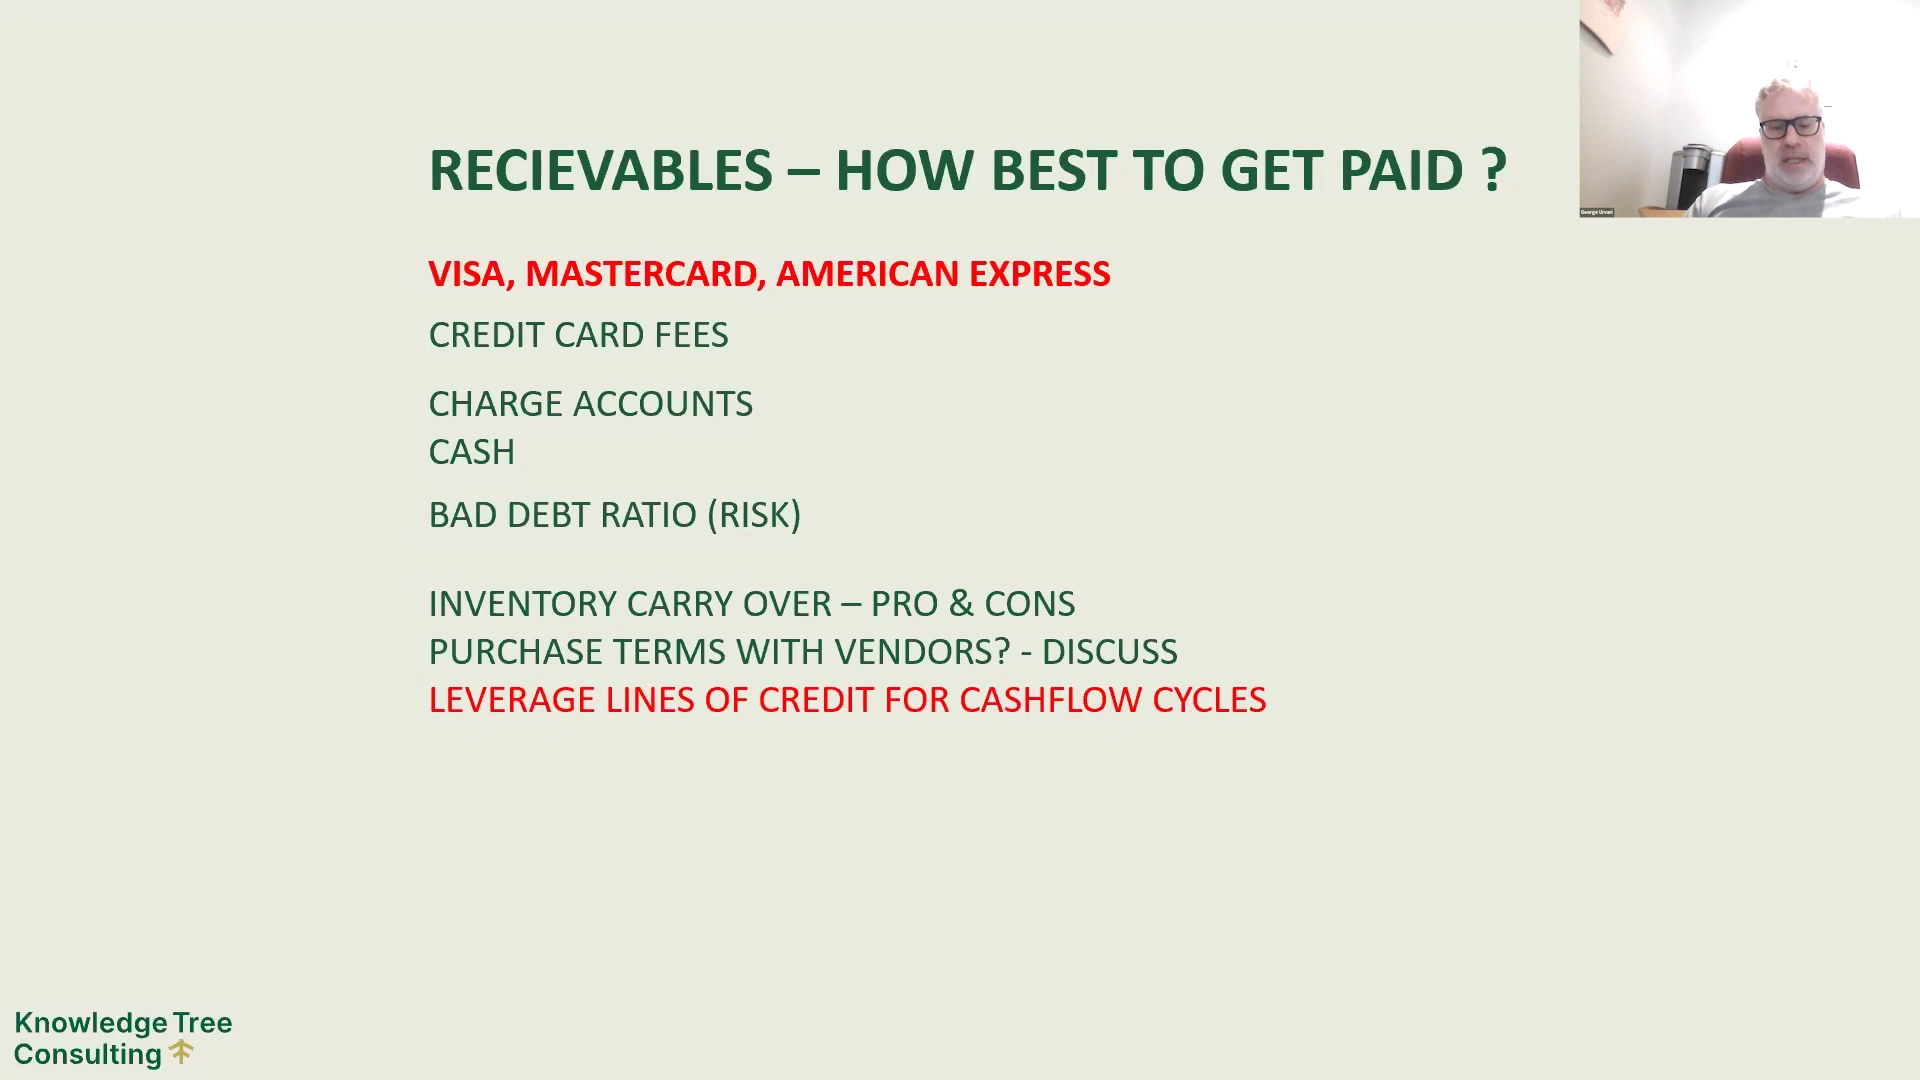 RECIEVABLES – HOW BEST TO GET PAID ?
VISA, MASTERCARD, AMERICAN EXPRESS
CREDIT CARD FEES
CHARGE ACCOUNTS
CASH
BAD DEBT RATIO (RISK)
INVENTORY CARRY OVER – PRO & CONS
PURCHASE TERMS WITH VENDORS? - DISCUSS
LEVERAGE LINES OF CREDIT FOR CASHFLOW CYCLES
George Urvari
Knowledge Tree
Consulting